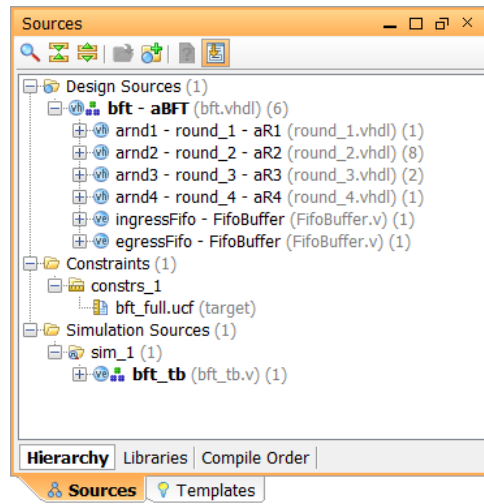 Sources
Design Sources (1)
bft - aBFT (bft.vhdl) (6)
arnd1 - round_1 - aR1 (round_1.vhdl) (1)
arnd2 - round_2 - aR2 (round_2.vhdl) (8)
arnd3 - round_3 - aR3 (round_3.vhdl) (2)
arnd4 - round_4 - aR4 (round_4.vhdl) (1)
ingressFifo - FifoBuffer (FifoBuffer.v) (1)
egressFifo - FifoBuffer (FifoBuffer.v) (1)
Constraints (1)
constrs_1
bft_full.ucf (target)
Simulation Sources (1)
sim_1 (1)
bft_tb (bft_tb.v) (1)
Hierarchy Libraries Compile Order
Sources Templates